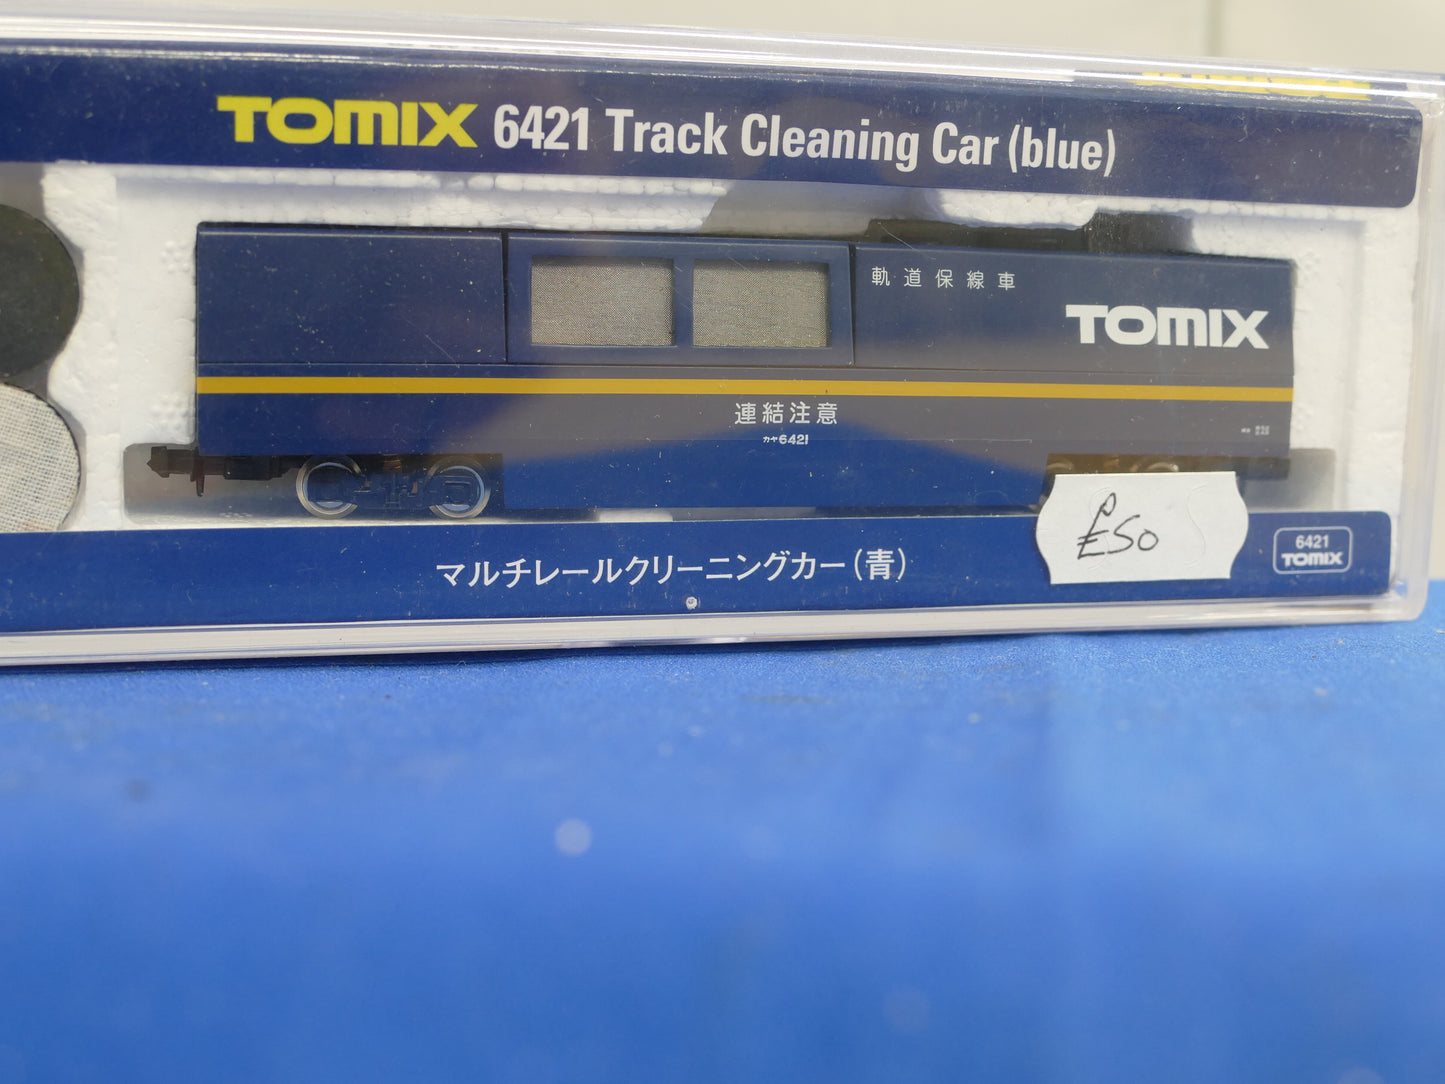 TOMIX 6421 Track Cleaning Car (blue)
軌道保線車
TOMIX
連結注意
カヤ6421
£50
6421
TOMIX
マルチレールクリーニングカー(青)